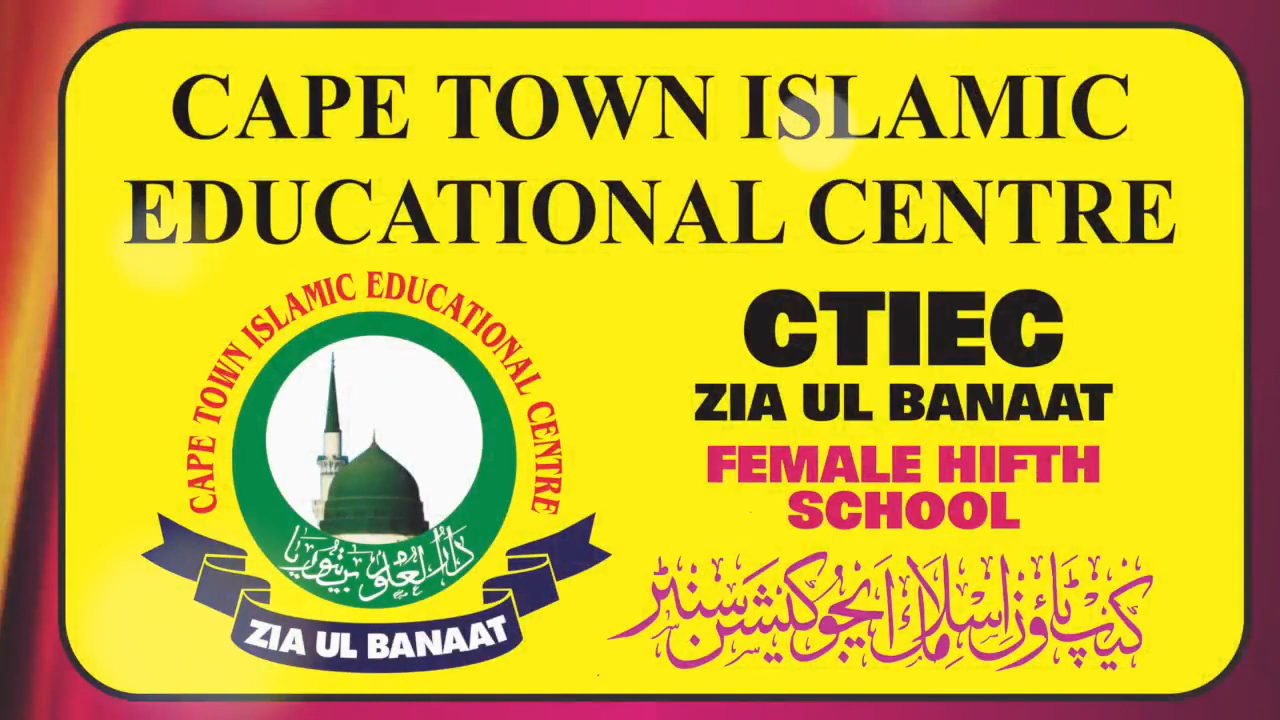 CAPE TOWN ISLAMIC
EDUCATIONAL CENTRE
CAPE TOWN ISLAMIC EDUCATIONAL CENTRE
ZIA UL BANAAT
CTIEC
ZIA UL BANAAT
FEMALE HIFTH
SCHOOL
کیپ ٹاؤن اسلامک ایجوکیشن سنیٹر